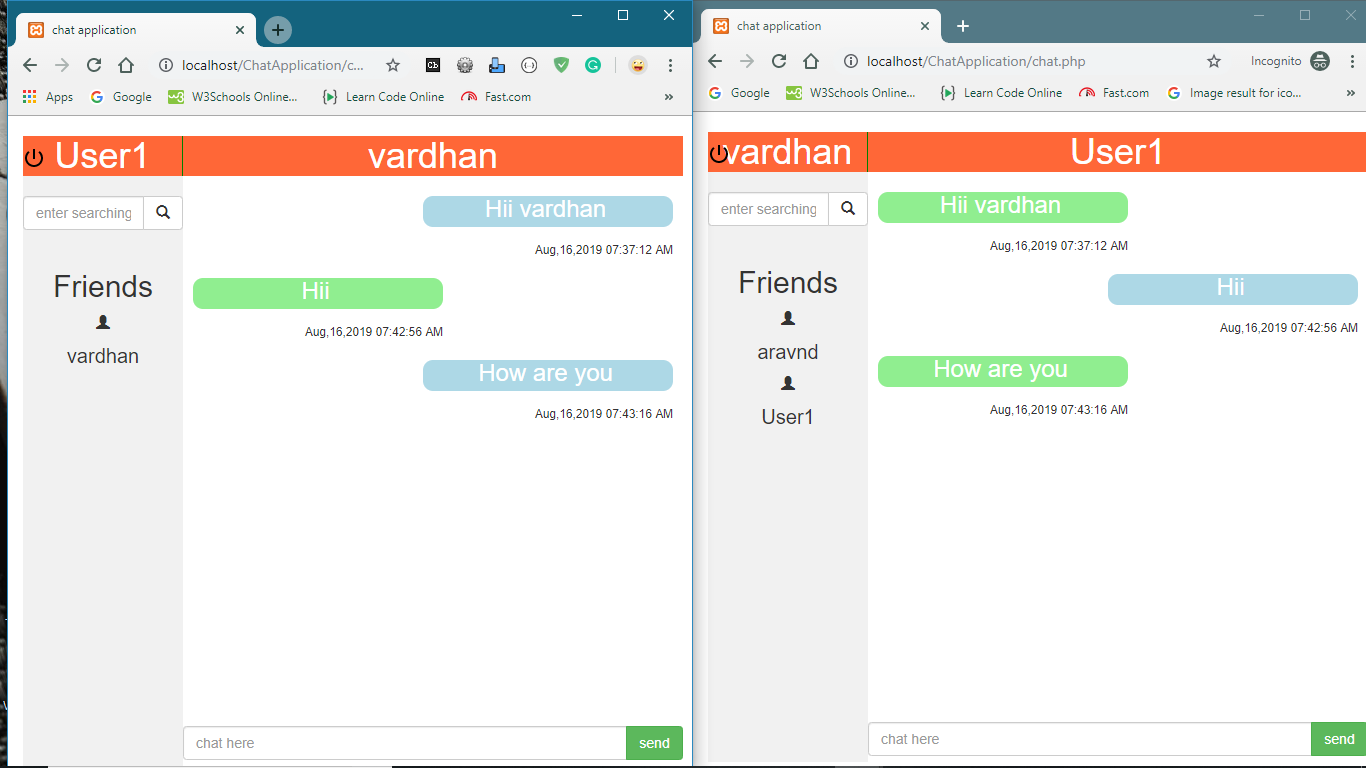 chat application
localhost/ChatApplication/c...
Apps Google W3Schools Online... Learn Code Online Fast.com »
User1 vardhan
enter searching
Hii vardhan
Aug,16,2019 07:37:12 AM
Friends
Hii
Aug,16,2019 07:42:56 AM
vardhan
How are you
Aug,16,2019 07:43:16 AM
chat here send
chat application
localhost/ChatApplication/chat.php Incognito
Google W3Schools Online... Learn Code Online Fast.com Image result for ico... »
vardhan User1
enter searching
Hii vardhan
Aug,16,2019 07:37:12 AM
Friends
Hii
Aug,16,2019 07:42:56 AM
aravnd
How are you
Aug,16,2019 07:43:16 AM
User1
chat here send